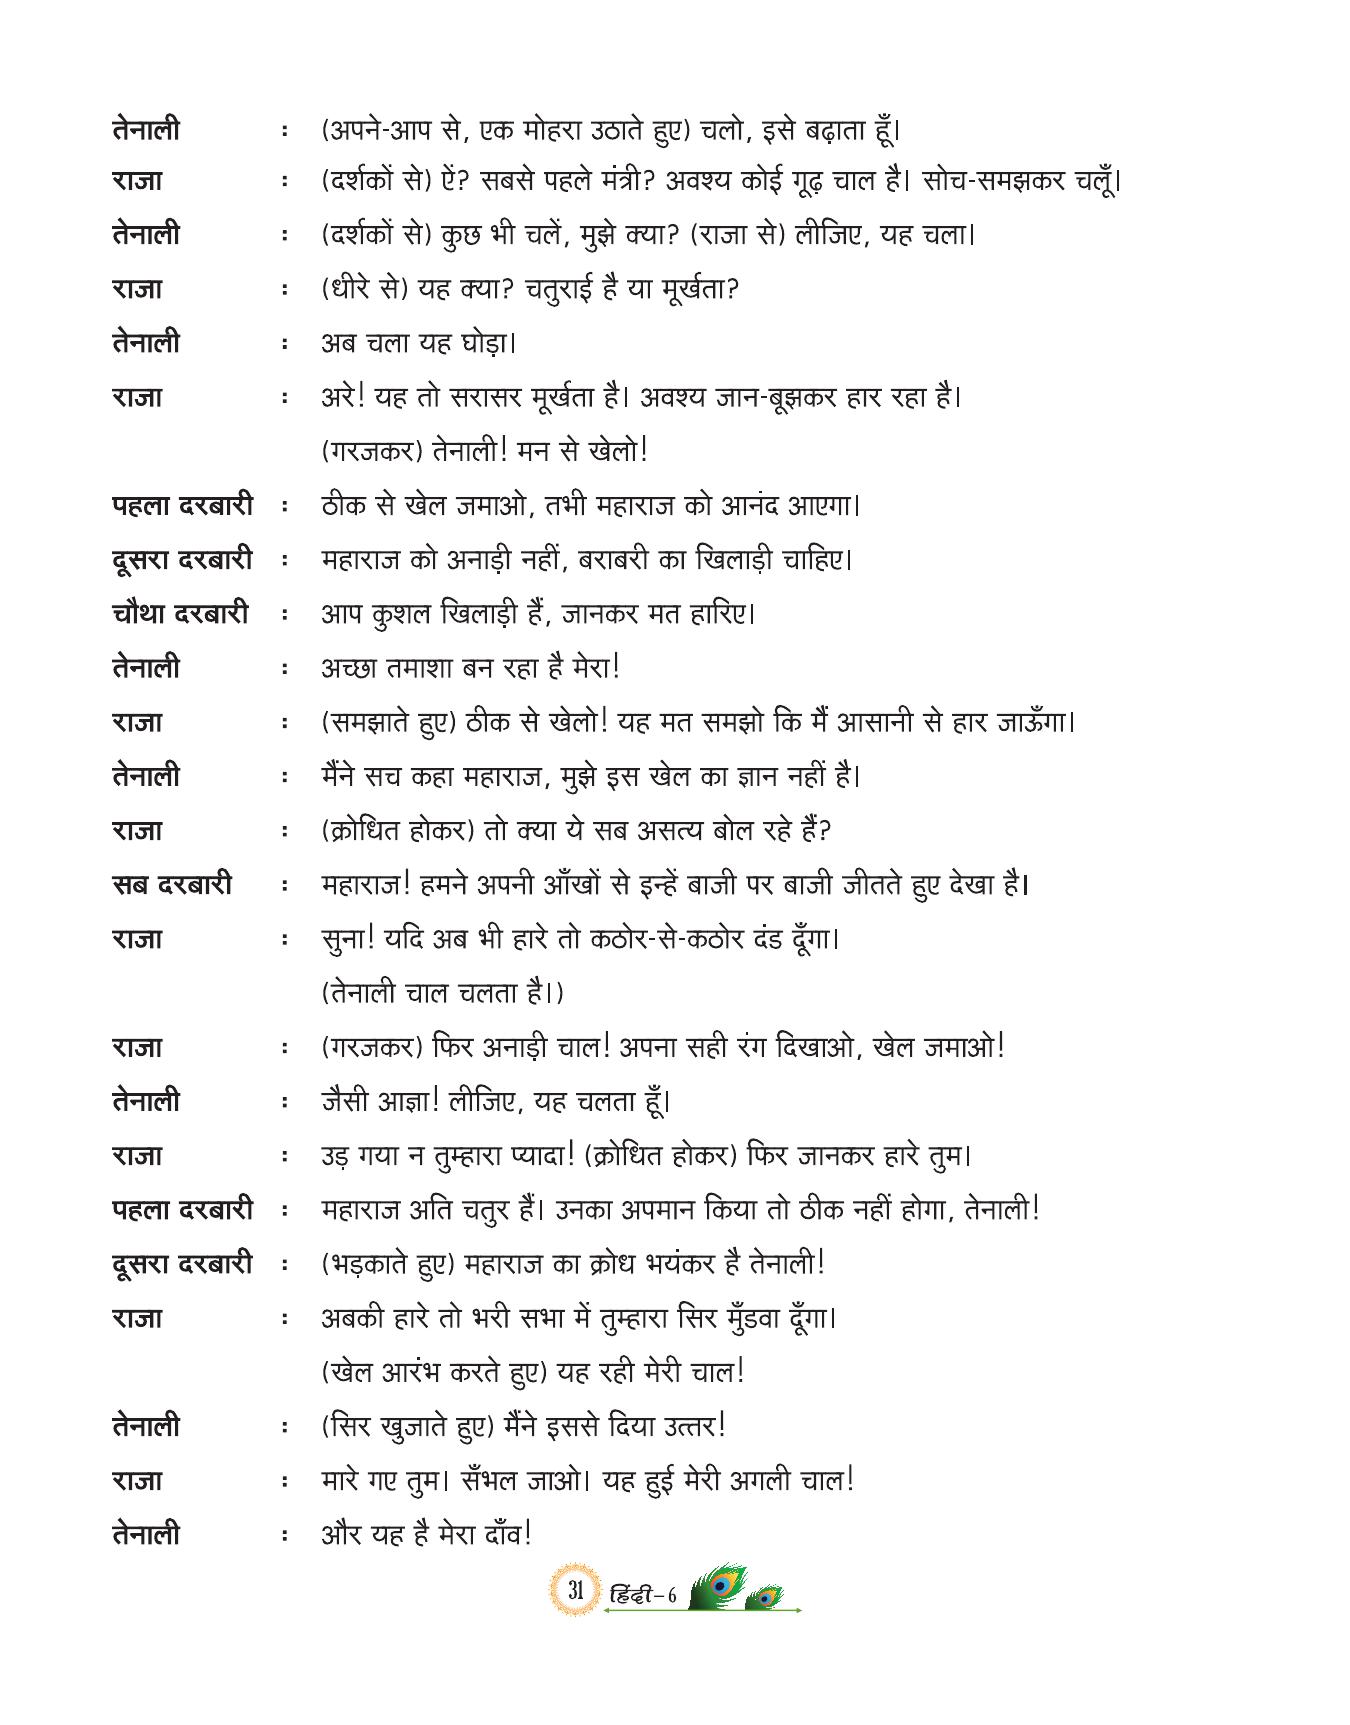 तेनाली : (अपने-आप से, एक मोहरा उठाते हुए) चलो, इसे बढ़ाता हूँ।
राजा : (दर्शकों से) ऐं? सबसे पहले मंत्री? अवश्य कोई गूढ़ चाल है। सोच-समझकर चलूँ।
तेनाली : (दर्शकों से) कुछ भी चलें, मुझे क्या? (राजा से) लीजिए, यह चला।
राजा : (धीरे से) यह क्या? चतुराई है या मूर्खता?
तेनाली : अब चला यह घोड़ा।
राजा : अरे! यह तो सरासर मूर्खता है। अवश्य जान-बूझकर हार रहा है।
(गरजकर) तेनाली! मन से खेलो!
पहला दरबारी : ठीक से खेल जमाओ, तभी महाराज को आनंद आएगा।
दूसरा दरबारी : महाराज को अनाड़ी नहीं, बराबरी का खिलाड़ी चाहिए।
चौथा दरबारी : आप कुशल खिलाड़ी हैं, जानकर मत हारिए।
तेनाली : अच्छा तमाशा बन रहा है मेरा!
राजा : (समझाते हुए) ठीक से खेलो! यह मत समझो कि मैं आसानी से हार जाऊँगा।
तेनाली : मैंने सच कहा महाराज, मुझे इस खेल का ज्ञान नहीं है।
राजा : (क्रोधित होकर) तो क्या ये सब असत्य बोल रहे हैं?
सब दरबारी : महाराज! हमने अपनी आँखों से इन्हें बाजी पर बाजी जीतते हुए देखा है।
राजा : सुना! यदि अब भी हारे तो कठोर-से-कठोर दंड दूँगा।
(तेनाली चाल चलता है।)
राजा : (गरजकर) फिर अनाड़ी चाल! अपना सही रंग दिखाओ, खेल जमाओ!
तेनाली : जैसी आज्ञा! लीजिए, यह चलता हूँ।
राजा : उड़ गया न तुम्हारा प्यादा! (क्रोधित होकर) फिर जानकर हारे तुम।
पहला दरबारी : महाराज अति चतुर हैं। उनका अपमान किया तो ठीक नहीं होगा, तेनाली!
दूसरा दरबारी : (भड़काते हुए) महाराज का क्रोध भयंकर है तेनाली!
राजा : अबकी हारे तो भरी सभा में तुम्हारा सिर मुँडवा दूँगा।
(खेल आरंभ करते हुए) यह रही मेरी चाल!
तेनाली : (सिर खुजाते हुए) मैंने इससे दिया उत्तर!
राजा : मारे गए तुम। सँभल जाओ। यह हुई मेरी अगली चाल!
तेनाली : और यह है मेरा दाँव!
31 हिंदी–6